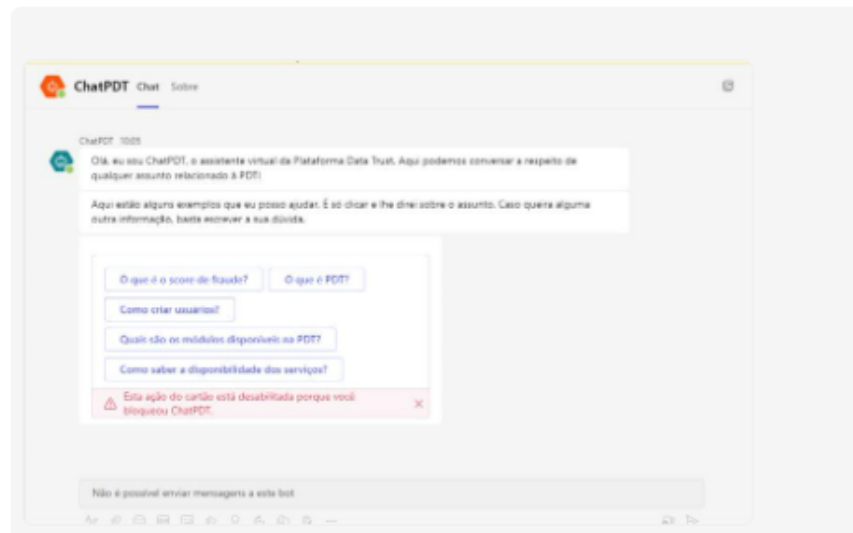 ChatPDT Chat Sobre
ChatPDT 10:05
Olá, eu sou ChatPDT, o assistente virtual da Plataforma Data Trust. Aqui podemos conversar a respeito de
qualquer assunto relacionado à PDT!
Aqui estão alguns exemplos que eu posso ajudar. É só clicar e lhe direi sobre o assunto. Caso queira alguma
outra informação, basta escrever a sua dúvida.
O que é o score de fraude? O que é PDT?
Como criar usuários?
Quais são os módulos disponíveis na PDT?
Como saber a disponibilidade dos serviços?
Esta ação do cartão está desabilitada porque você
bloqueou ChatPDT.
Não é possível enviar mensagens a este bot